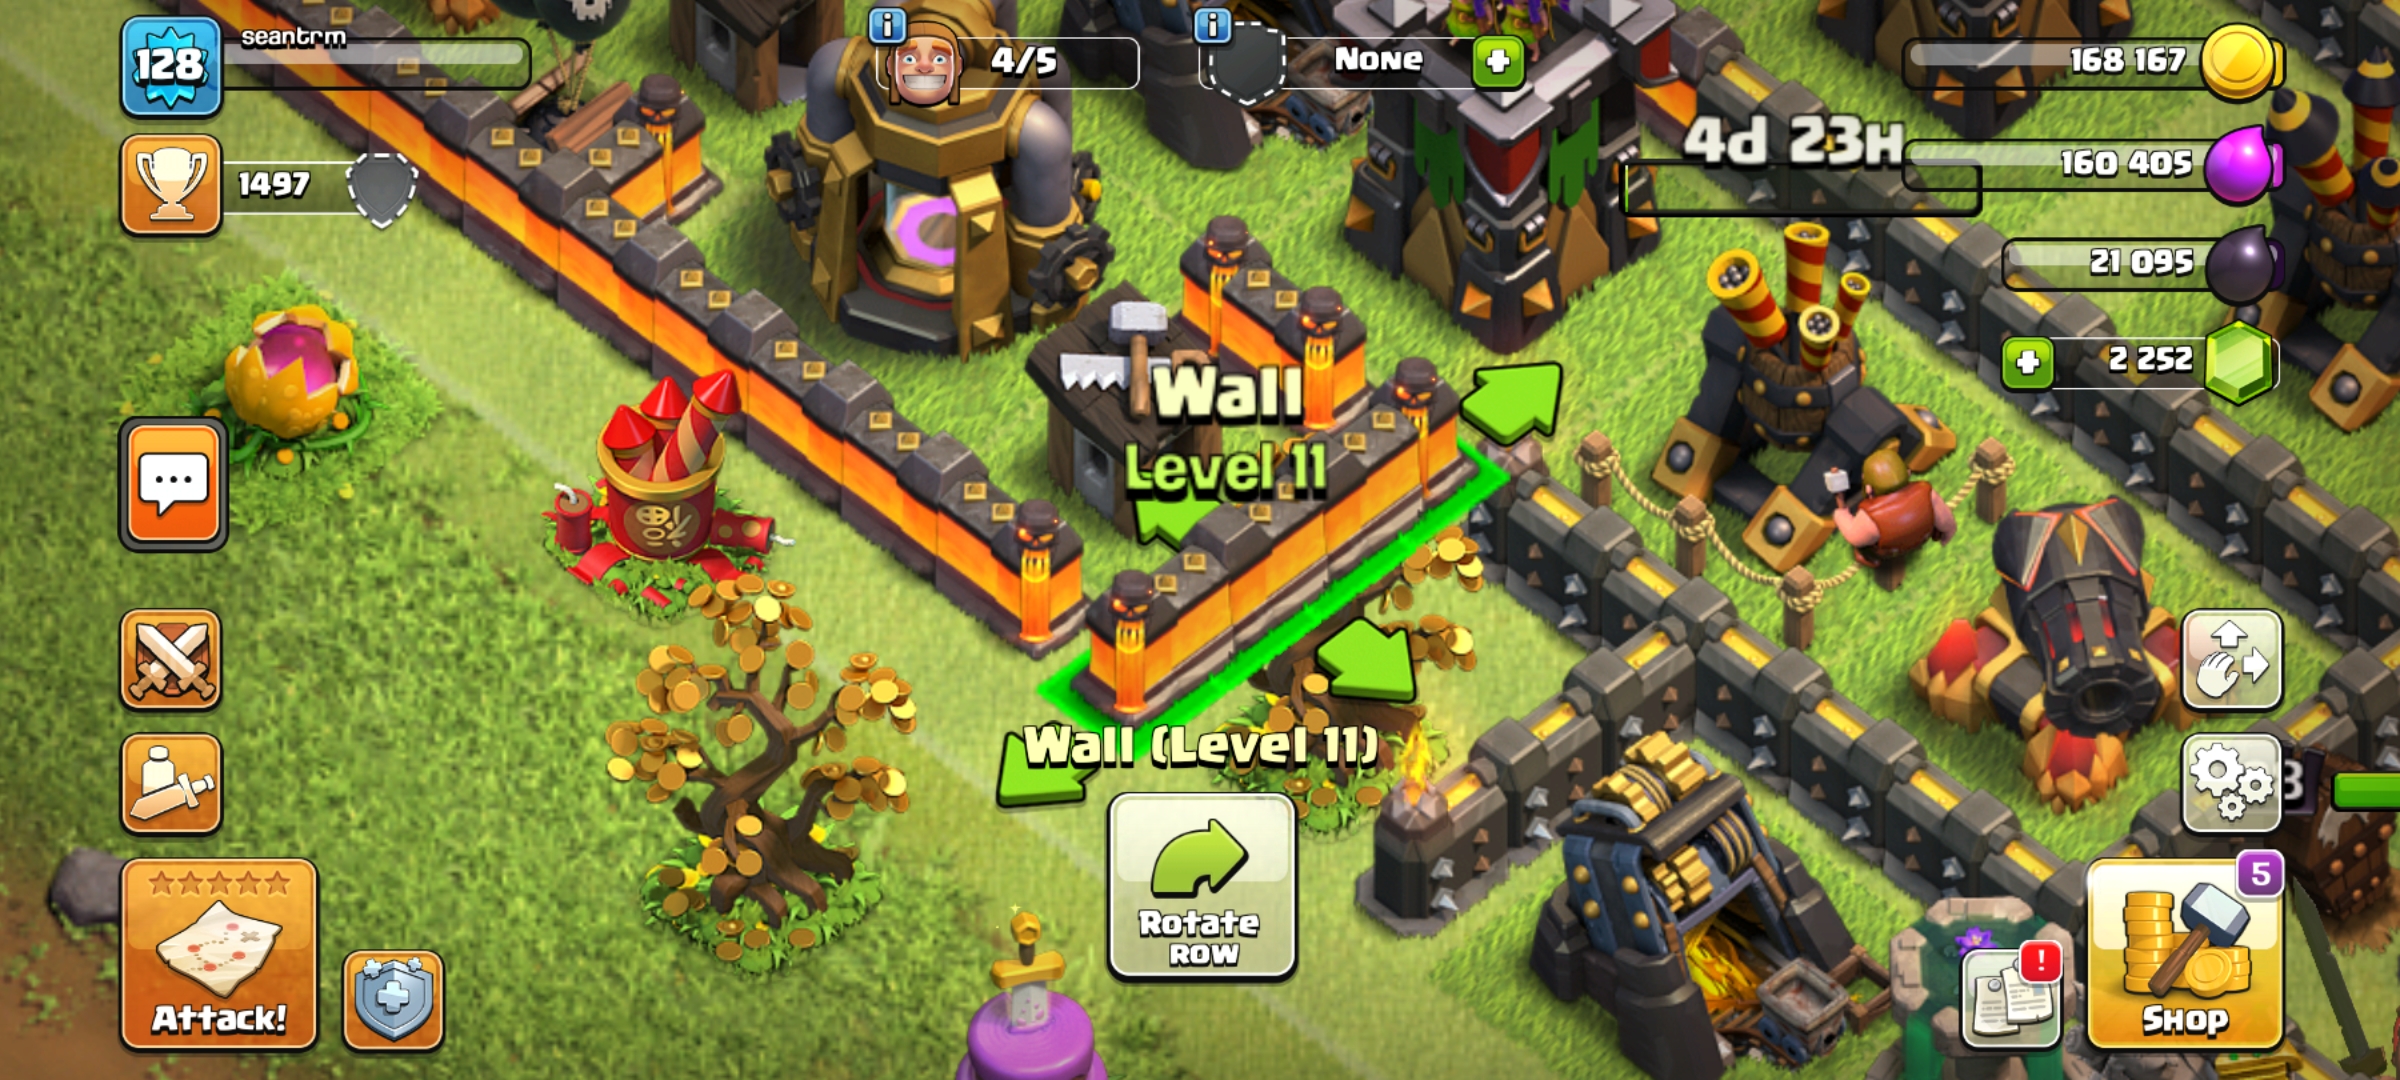 128
seantrm
4/5
None
168 167
1497
4d 23H
160 405
21 095
2 252
Wall
Level 11
Wall (Level 11)
Rotate
row
Attack!
5
!
Shop